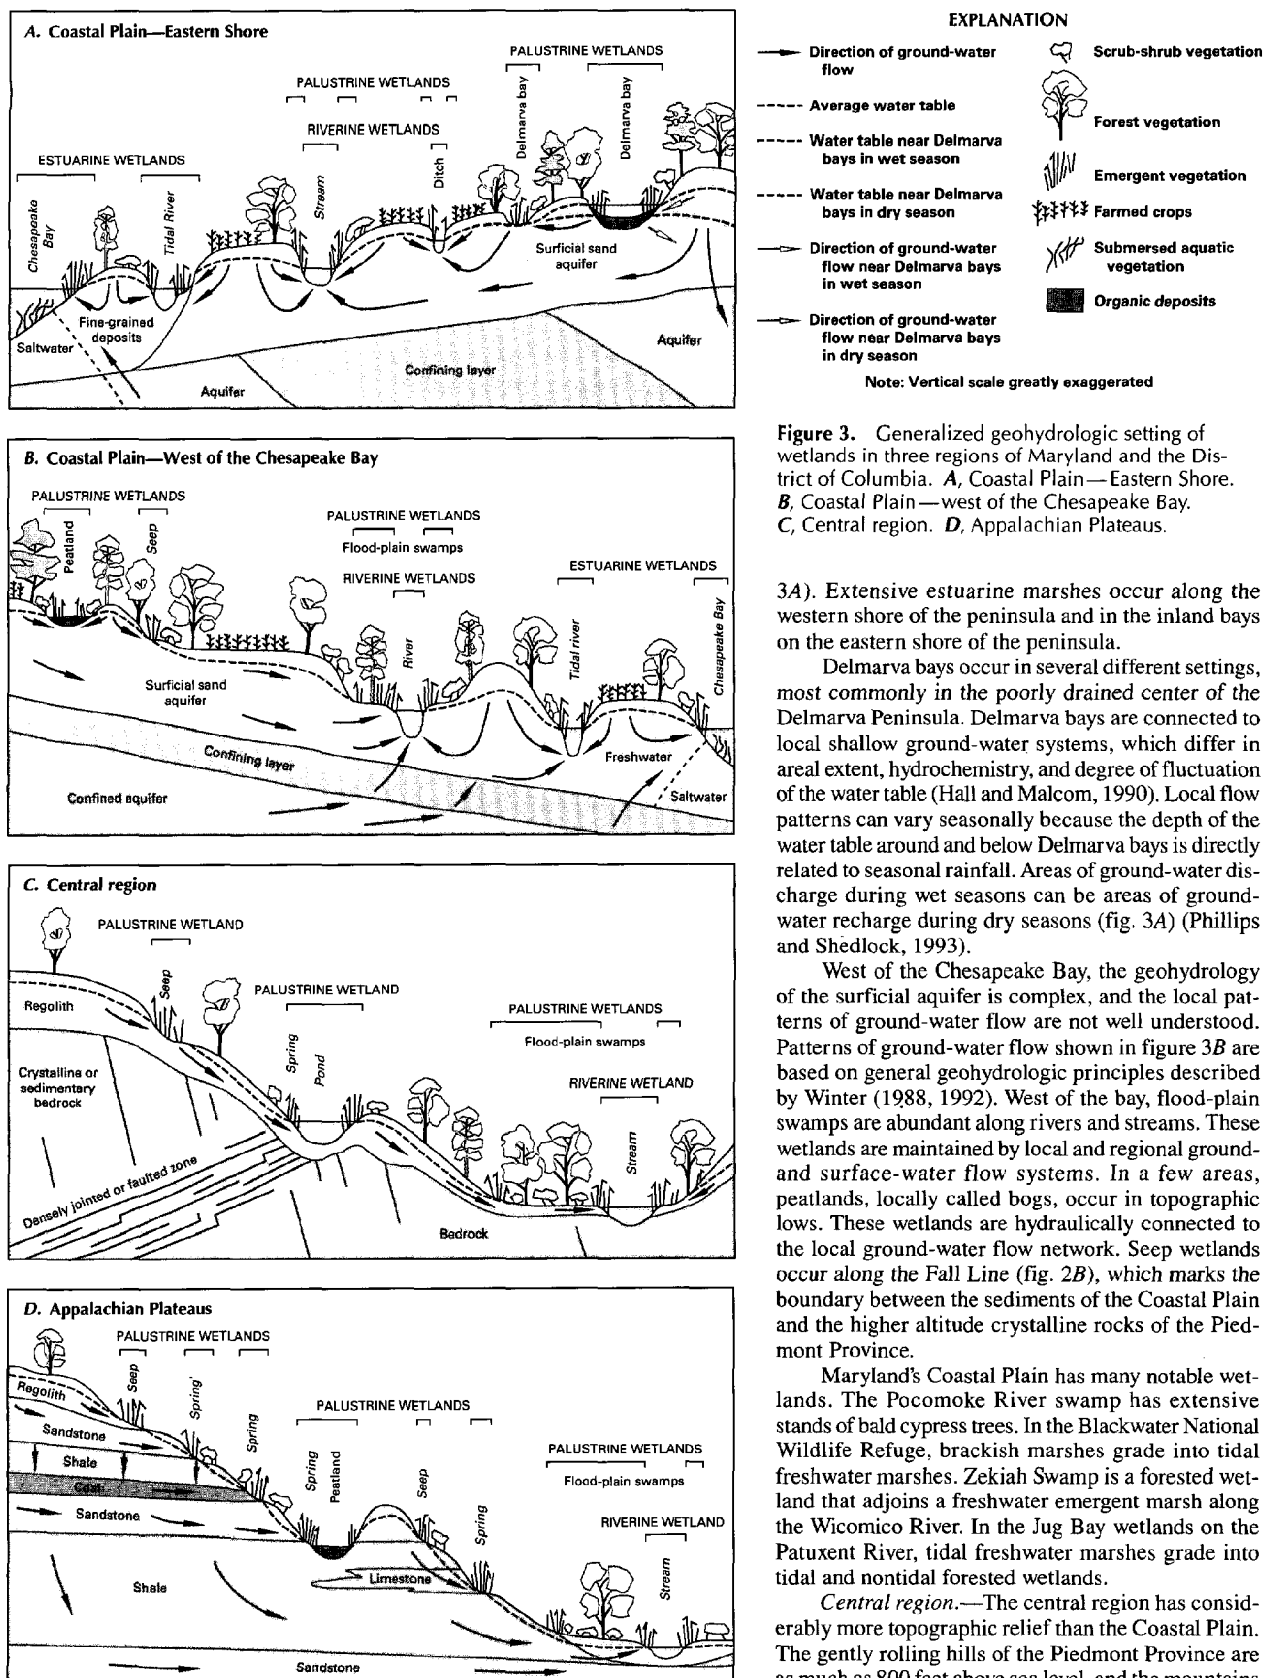 A. Coastal Plain—Eastern Shore
PALUSTRINE WETLANDS
PALUSTRINE WETLANDS
RIVERINE WETLANDS
ESTUARINE WETLANDS
Chesapeake
Bay
Tidal River
Stream
Ditch
Delmarva bay
Delmarva bay
Surficial sand
aquifer
Fine-grained
deposits
Saltwater
Aquifer
Confining layer
Aquifer
EXPLANATION
Direction of ground-water
flow
Average water table
Water table near Delmarva
bays in wet season
Water table near Delmarva
bays in dry season
Direction of ground-water
flow near Delmarva bays
in wet season
Direction of ground-water
flow near Delmarva bays
in dry season
Scrub-shrub vegetation
Forest vegetation
Emergent vegetation
Farmed crops
Submersed aquatic
vegetation
Organic deposits
Note: Vertical scale greatly exaggerated
Figure 3. Generalized geohydrologic setting of
wetlands in three regions of Maryland and the Dis-
trict of Columbia. A, Coastal Plain—Eastern Shore.
B, Coastal Plain—west of the Chesapeake Bay.
C, Central region. D, Appalachian Plateaus.
B. Coastal Plain—West of the Chesapeake Bay
PALUSTRINE WETLANDS
Peatland
Seep
PALUSTRINE WETLANDS
Flood-plain swamps
RIVERINE WETLANDS
River
ESTUARINE WETLANDS
Tidal river
Chesapeake Bay
Surficial sand
aquifer
Confining layer
Confined aquifer
Freshwater
Saltwater
C. Central region
PALUSTRINE WETLAND
Seep
PALUSTRINE WETLAND
Spring
Pond
PALUSTRINE WETLANDS
Flood-plain swamps
RIVERINE WETLAND
Stream
Regolith
Crystalline or
sedimentary
bedrock
Densely jointed or faulted zone
Bedrock
D. Appalachian Plateaus
PALUSTRINE WETLANDS
Seep
Spring
Spring
PALUSTRINE WETLANDS
Spring
Peatland
Seep
Spring
PALUSTRINE WETLANDS
Flood-plain swamps
RIVERINE WETLAND
Stream
Regolith
Sandstone
Shale
Coal
Sandstone
Limestone
Shale
Sandstone
3A). Extensive estuarine marshes occur along the
western shore of the peninsula and in the inland bays
on the eastern shore of the peninsula.
Delmarva bays occur in several different settings,
most commonly in the poorly drained center of the
Delmarva Peninsula. Delmarva bays are connected to
local shallow ground-water systems, which differ in
areal extent, hydrochemistry, and degree of fluctuation
of the water table (Hall and Malcom, 1990). Local flow
patterns can vary seasonally because the depth of the
water table around and below Delmarva bays is directly
related to seasonal rainfall. Areas of ground-water dis-
charge during wet seasons can be areas of ground-
water recharge during dry seasons (fig. 3A) (Phillips
and Shedlock, 1993).
West of the Chesapeake Bay, the geohydrology
of the surficial aquifer is complex, and the local pat-
terns of ground-water flow are not well understood.
Patterns of ground-water flow shown in figure 3B are
based on general geohydrologic principles described
by Winter (1988, 1992). West of the bay, flood-plain
swamps are abundant along rivers and streams. These
wetlands are maintained by local and regional ground-
and surface-water flow systems. In a few areas,
peatlands, locally called bogs, occur in topographic
lows. These wetlands are hydraulically connected to
the local ground-water flow network. Seep wetlands
occur along the Fall Line (fig. 2B), which marks the
boundary between the sediments of the Coastal Plain
and the higher altitude crystalline rocks of the Pied-
mont Province.
Maryland's Coastal Plain has many notable wet-
lands. The Pocomoke River swamp has extensive
stands of bald cypress trees. In the Blackwater National
Wildlife Refuge, brackish marshes grade into tidal
freshwater marshes. Zekiah Swamp is a forested wet-
land that adjoins a freshwater emergent marsh along
the Wicomico River. In the Jug Bay wetlands on the
Patuxent River, tidal freshwater marshes grade into
tidal and nontidal forested wetlands.
Central region.—The central region has consid-
erably more topographic relief than the Coastal Plain.
The gently rolling hills of the Piedmont Province are
as much as 800 feet above sea level, and the mountains